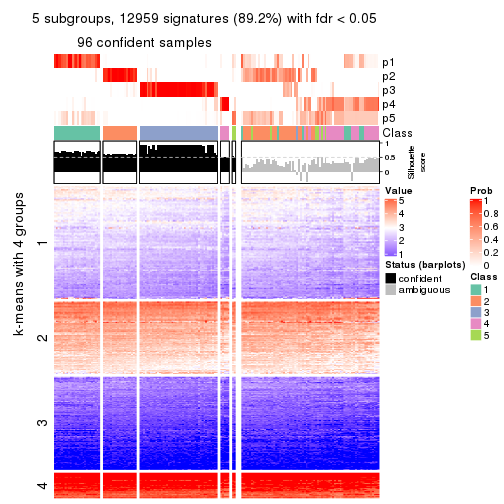 5 subgroups, 12959 signatures (89.2%) with fdr < 0.05
96 confident samples
p1
p2
p3
p4
p5
Class
1
0.5
0
Silhouette
score
k-means with 4 groups
1
2
3
4
Value
5
4
3
2
1
Status (barplots)
confident
ambiguous
Prob
1
0.8
0.6
0.4
0.2
0
Class
1
2
3
4
5